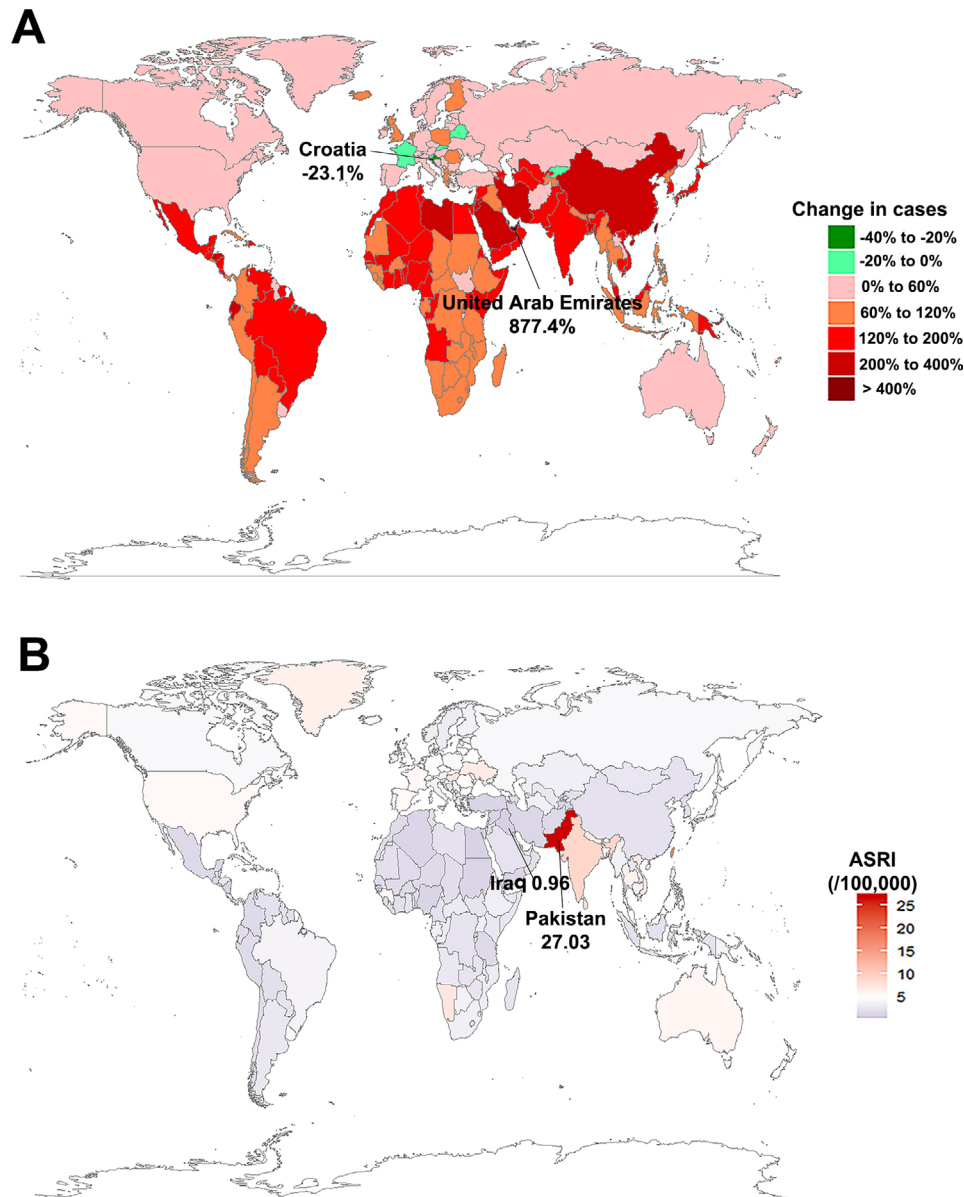 A
Croatia
-23.1%
United Arab Emirates
877.4%
Change in cases
-40% to -20%
-20% to 0%
0% to 60%
60% to 120%
120% to 200%
200% to 400%
> 400%
B
Iraq 0.96
Pakistan
27.03
ASRI
(/100,000)
25
20
15
10
5